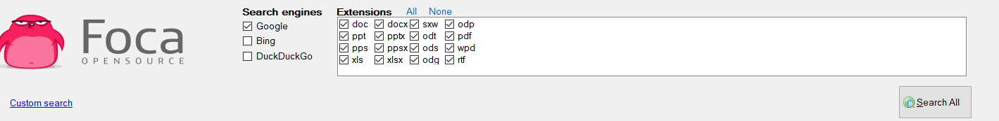 Foca
OPENSOURCE
Search engines
Google
Bing
DuckDuckGo
Extensions All None
doc docx sxw odp
ppt pptx odt pdf
pps ppsx ods wpd
xls xlsx odg rtf
Custom search
Search All